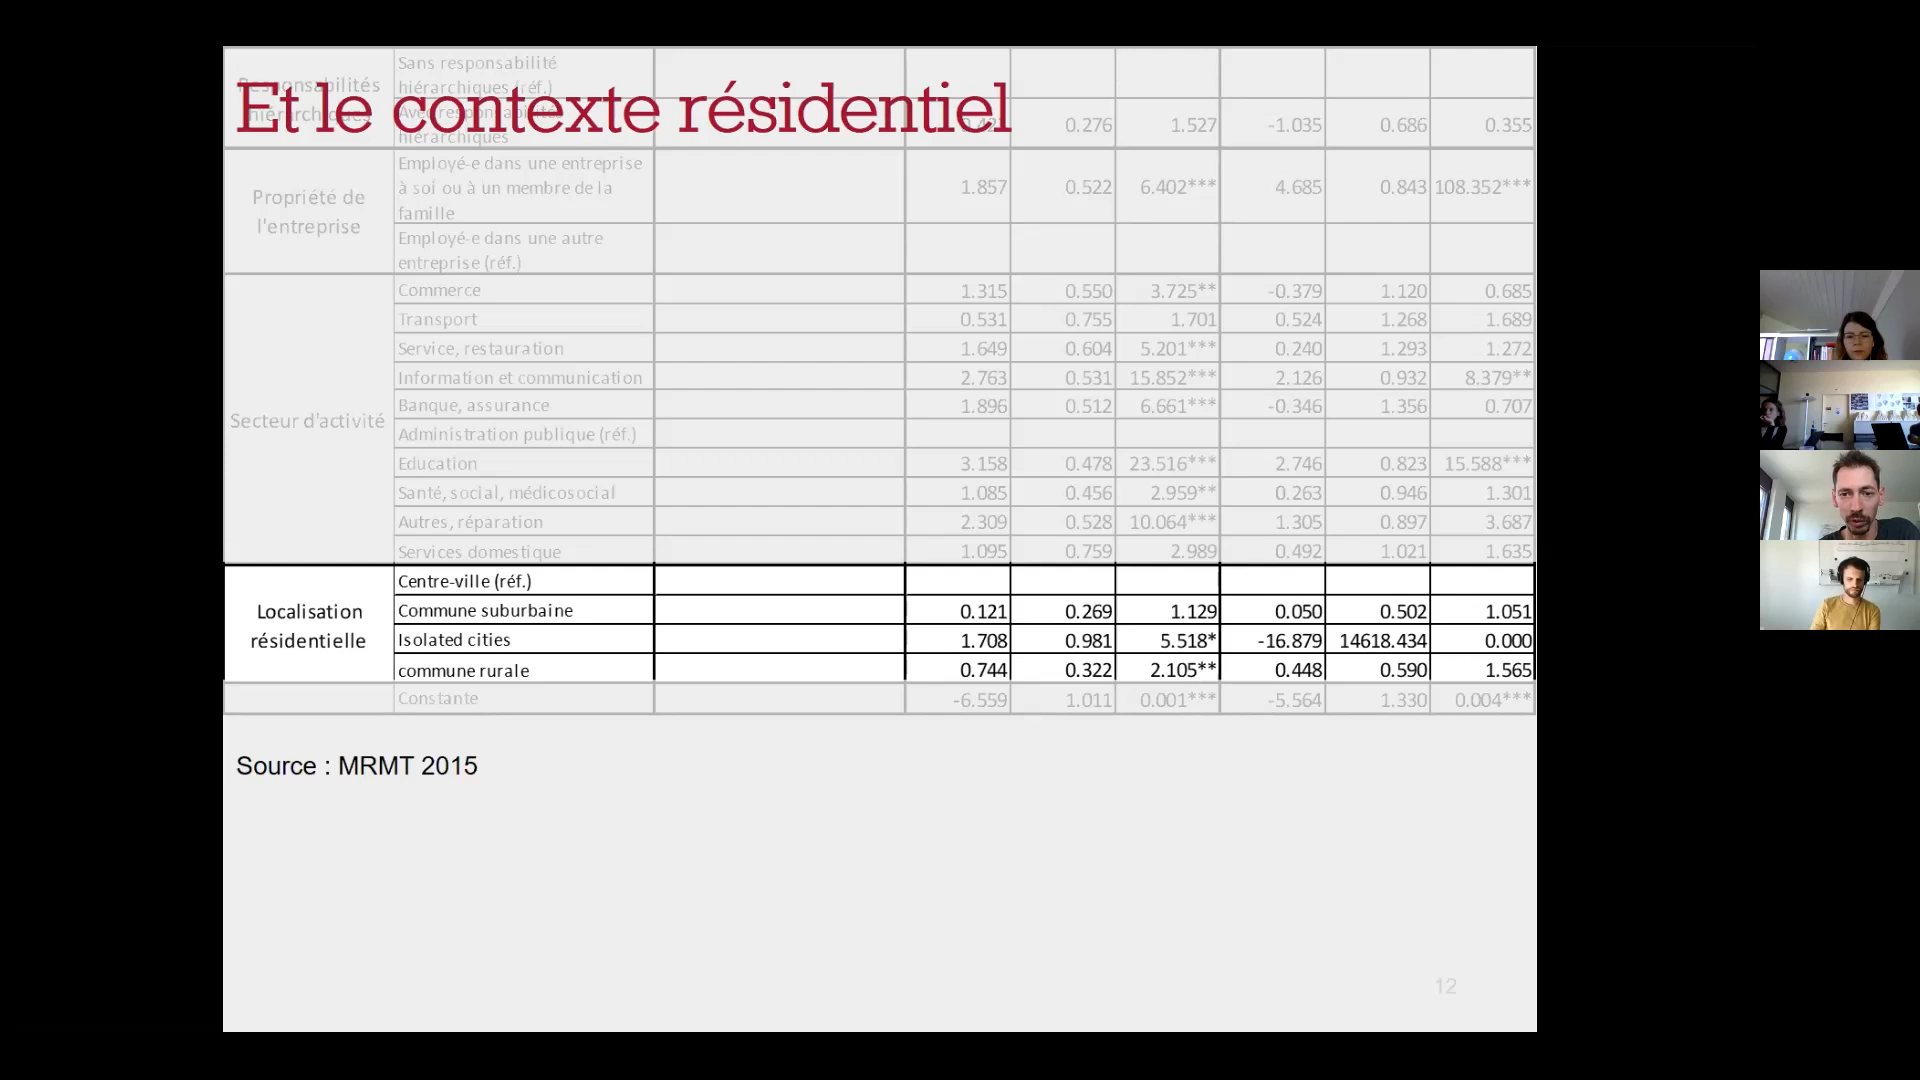 Et le contexte résidentiel
Responsabilités hiérarchiques
Sans responsabilité
hiérarchiques (réf.)
Avec responsabilités
hiérarchiques
0.276 1.527 -1.035 0.686 0.355
Propriété de
l'entreprise
Employé-e dans une entreprise
à soi ou à un membre de la
famille
1.857 0.522 6.402*** 4.685 0.843 108.352***
Employé-e dans une autre
entreprise (réf.)
Secteur d'activité
Commerce 1.315 0.550 3.725** -0.379 1.120 0.685
Transport 0.531 0.755 1.701 0.524 1.268 1.689
Service, restauration 1.649 0.604 5.201*** 0.240 1.293 1.272
Information et communication 2.763 0.531 15.852*** 2.126 0.932 8.379**
Banque, assurance 1.896 0.512 6.661*** -0.346 1.356 0.707
Administration publique (réf.)
Education 3.158 0.478 23.516*** 2.746 0.823 15.588***
Santé, social, médicosocial 1.085 0.456 2.959** 0.263 0.946 1.301
Autres, réparation 2.309 0.528 10.064*** 1.305 0.897 3.687
Services domestique 1.095 0.759 2.989 0.492 1.021 1.635
Localisation
résidentielle
Centre-ville (réf.)
Commune suburbaine 0.121 0.269 1.129 0.050 0.502 1.051
Isolated cities 1.708 0.981 5.518* -16.879 14618.434 0.000
commune rurale 0.744 0.322 2.105** 0.448 0.590 1.565
Constante -6.559 1.011 0.001*** -5.564 1.330 0.004***
Source : MRMT 2015
12